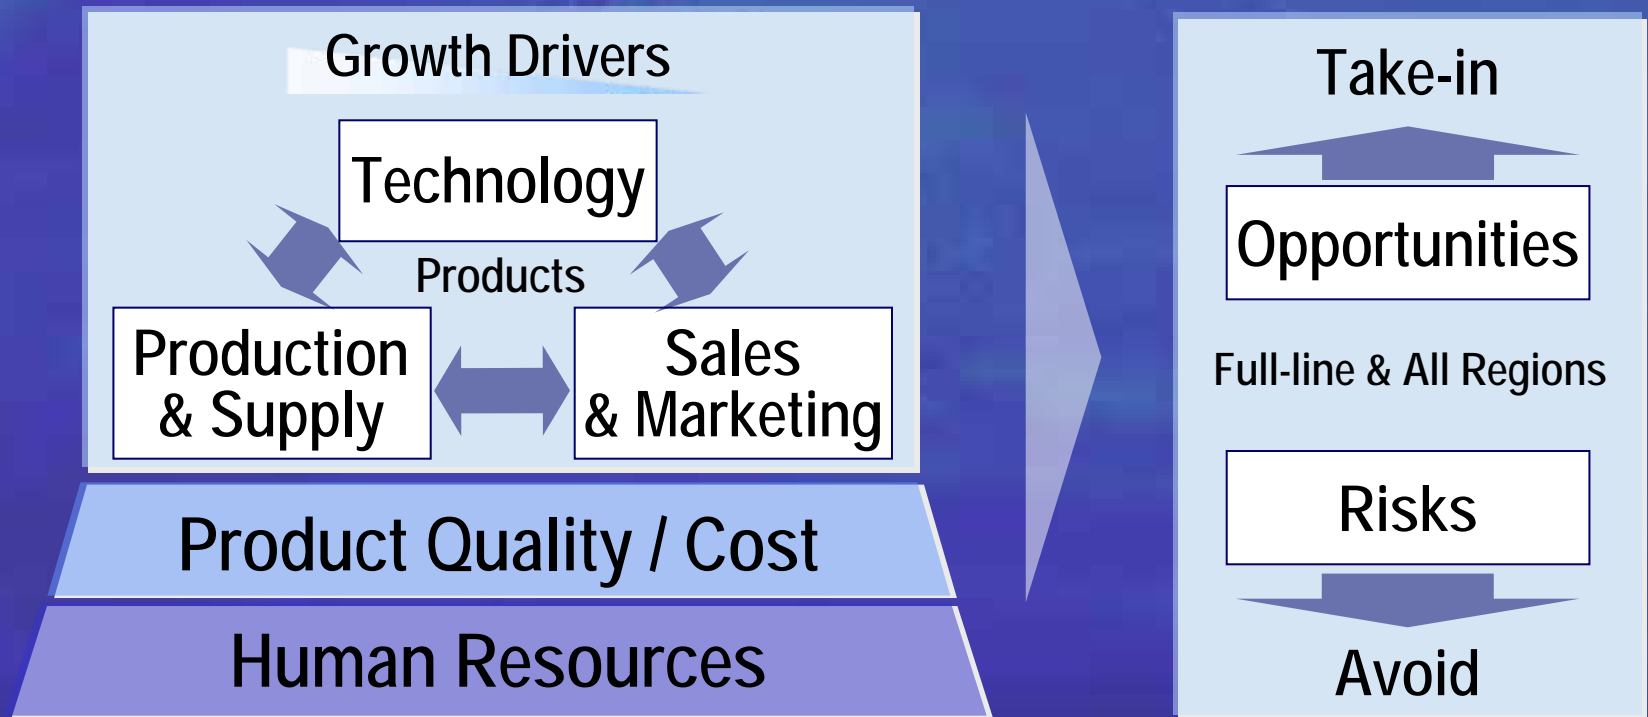 Growth Drivers
Technology
Products
Production
& Supply
Sales
& Marketing
Product Quality / Cost
Human Resources
Take-in
Opportunities
Full-line & All Regions
Risks
Avoid